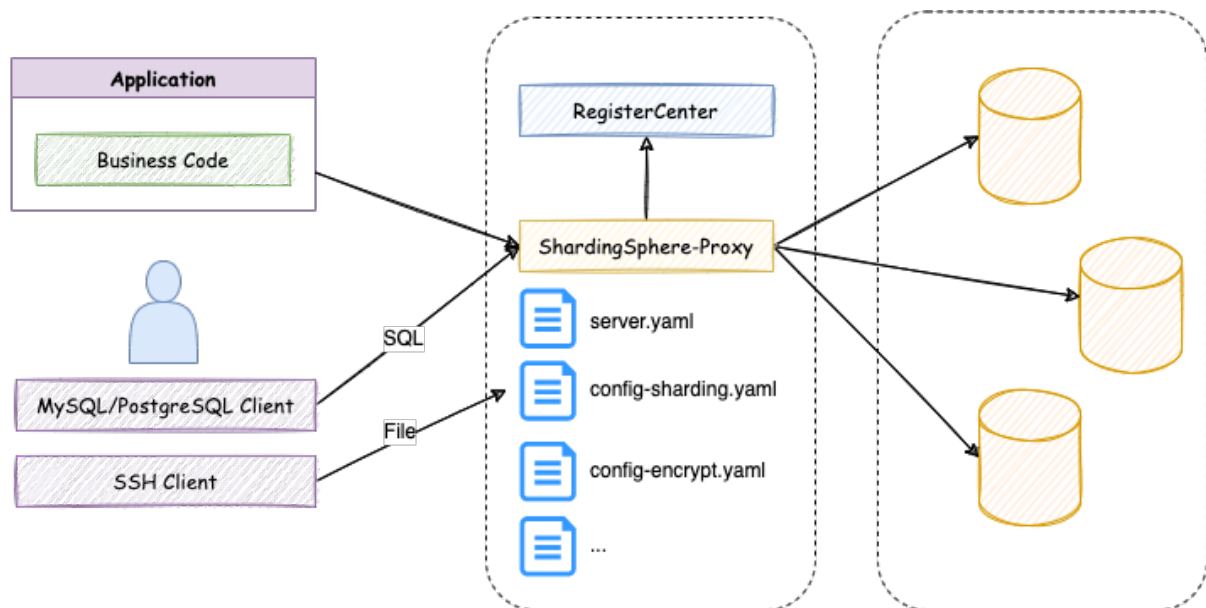 Application
Business Code
RegisterCenter
ShardingSphere-Proxy
SQL
MySQL/PostgreSQL Client
File
SSH Client
server.yaml
config-sharding.yaml
config-encrypt.yaml
...